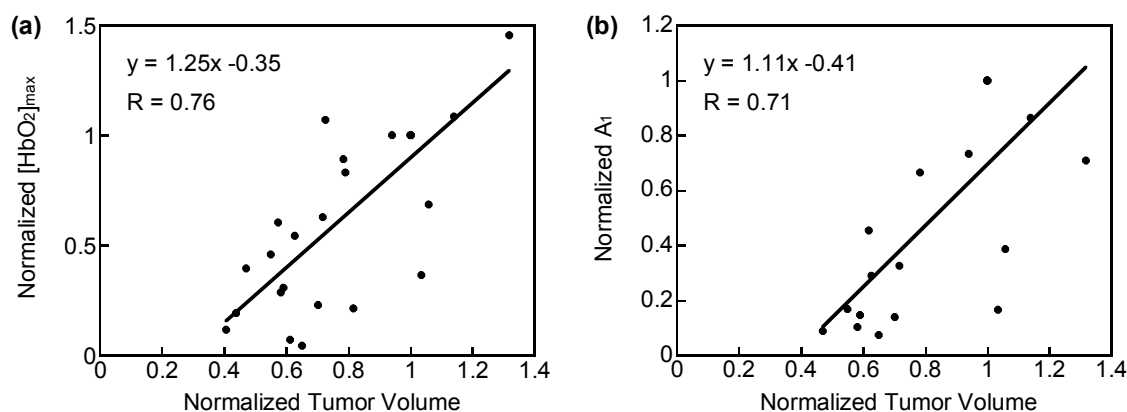 (a)
Normalized [HbO₂]max
1.5
1
0.5
0
y = 1.25x -0.35
R = 0.76
0 0.2 0.4 0.6 0.8 1 1.2 1.4
Normalized Tumor Volume
(b)
Normalized A₁
1.2
1
0.8
0.6
0.4
0.2
0
y = 1.11x -0.41
R = 0.71
0 0.2 0.4 0.6 0.8 1 1.2 1.4
Normalized Tumor Volume